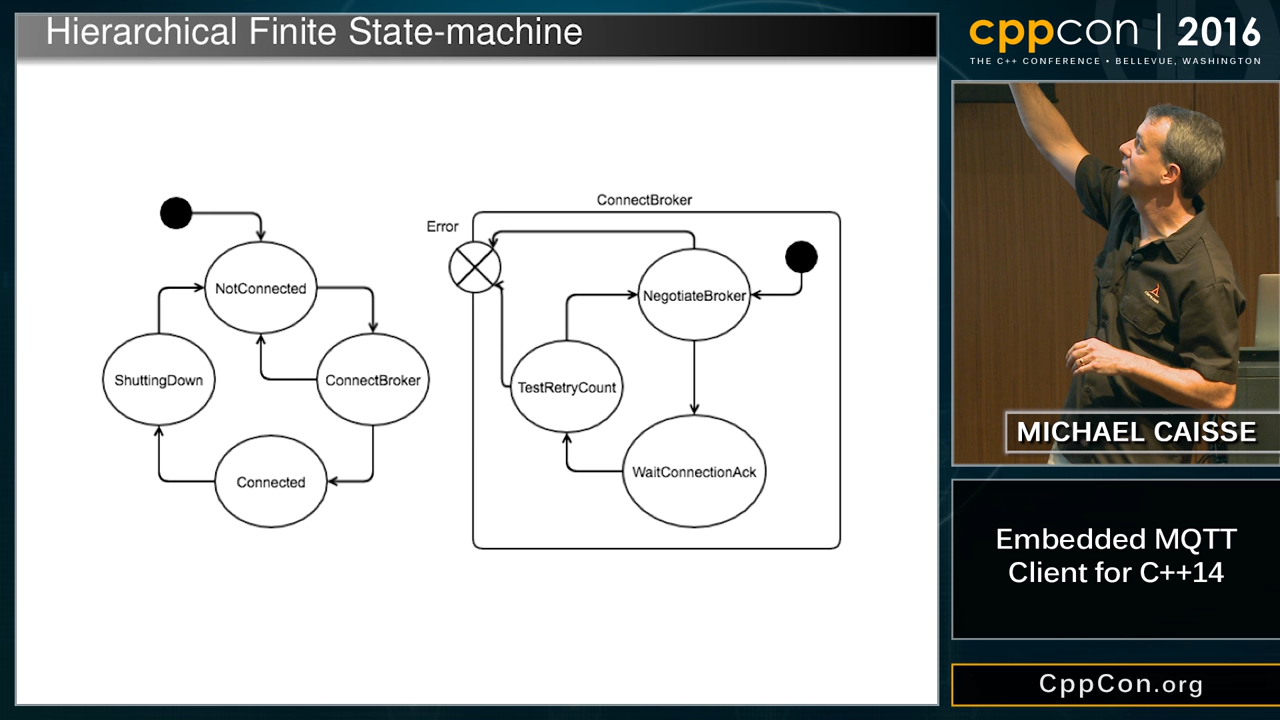 Hierarchical Finite State-machine
ConnectBroker
Error
NotConnected
NegotiateBroker
ShuttingDown
ConnectBroker
TestRetryCount
Connected
WaitConnectionAck
cppcon | 2016
THE C++ CONFERENCE • BELLEVUE, WASHINGTON
MICHAEL CAISSE
Embedded MQTT
Client for C++14
CppCon.org